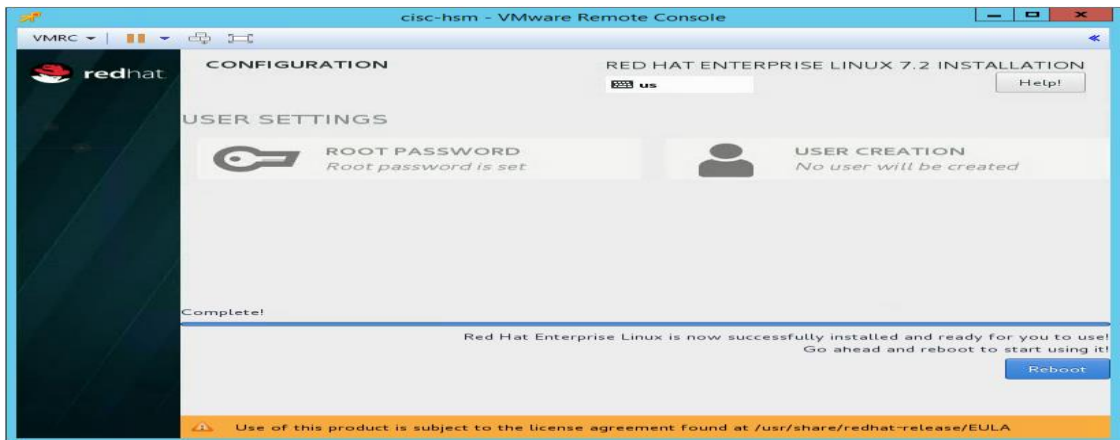 cisc-hsm - VMware Remote Console
VMRC
redhat
CONFIGURATION
RED HAT ENTERPRISE LINUX 7.2 INSTALLATION
us
Help!
USER SETTINGS
ROOT PASSWORD
Root password is set
USER CREATION
No user will be created
Complete!
Red Hat Enterprise Linux is now successfully installed and ready for you to use!
Go ahead and reboot to start using it!
Reboot
Use of this product is subject to the license agreement found at /usr/share/redhat-release/EULA